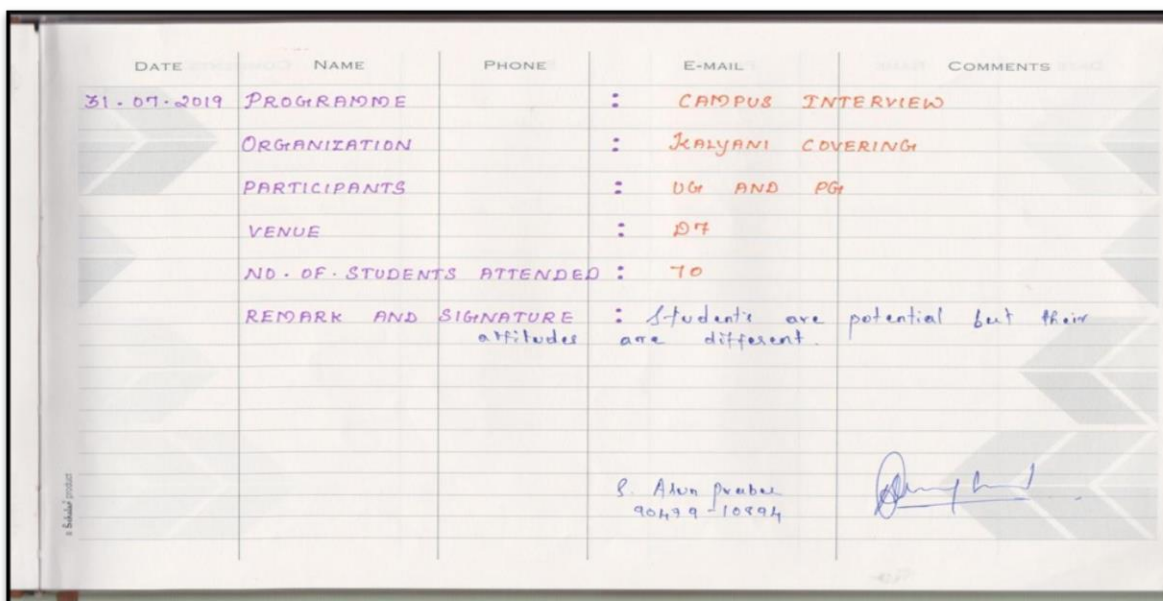 DATE NAME PHONE E-MAIL COMMENTS
31-07-2019 PROGRAMME : CAMPUS INTERVIEW
ORGANIZATION : KALYANI COVERING
PARTICIPANTS : UG AND PG
VENUE : D7
NO. OF. STUDENTS ATTENDED : 70
REMARK AND SIGNATURE : Students are potential but their
attitudes are different.
S. Arun prabu
90479-10894